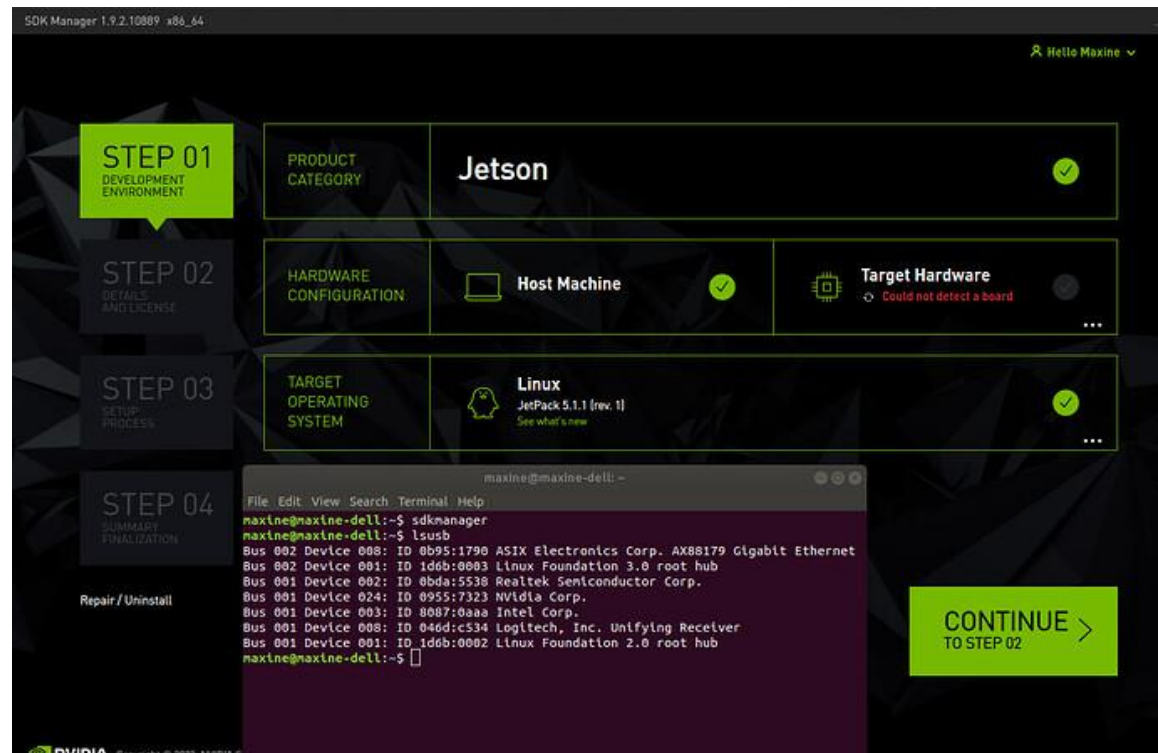 SDK Manager 1.9.2.10889 x86_64
Hello Maxine
STEP 01
DEVELOPMENT
ENVIRONMENT
PRODUCT
CATEGORY
Jetson
STEP 02
DETAILS
AND LICENSE
HARDWARE
CONFIGURATION
Host Machine
Target Hardware
Could not detect a board
...
STEP 03
SETUP
PROCESS
TARGET
OPERATING
SYSTEM
Linux
JetPack 5.1.1 (rev. 1)
See what's new
...
STEP 04
SUMMARY
FINALIZATION
Repair / Uninstall
maxine@maxine-dell: ~
File Edit View Search Terminal Help
maxine@maxine-dell:~$ sdkmanager
maxine@maxine-dell:~$ lsusb
Bus 002 Device 008: ID 0b95:1790 ASIX Electronics Corp. AX88179 Gigabit Ethernet
Bus 002 Device 001: ID 1d6b:0003 Linux Foundation 3.0 root hub
Bus 001 Device 002: ID 0bda:5538 Realtek Semiconductor Corp.
Bus 001 Device 024: ID 0955:7323 NVidia Corp.
Bus 001 Device 003: ID 8087:0aaa Intel Corp.
Bus 001 Device 008: ID 046d:c534 Logitech, Inc. Unifying Receiver
Bus 001 Device 001: ID 1d6b:0002 Linux Foundation 2.0 root hub
maxine@maxine-dell:~$
CONTINUE >
TO STEP 02
NVIDIA